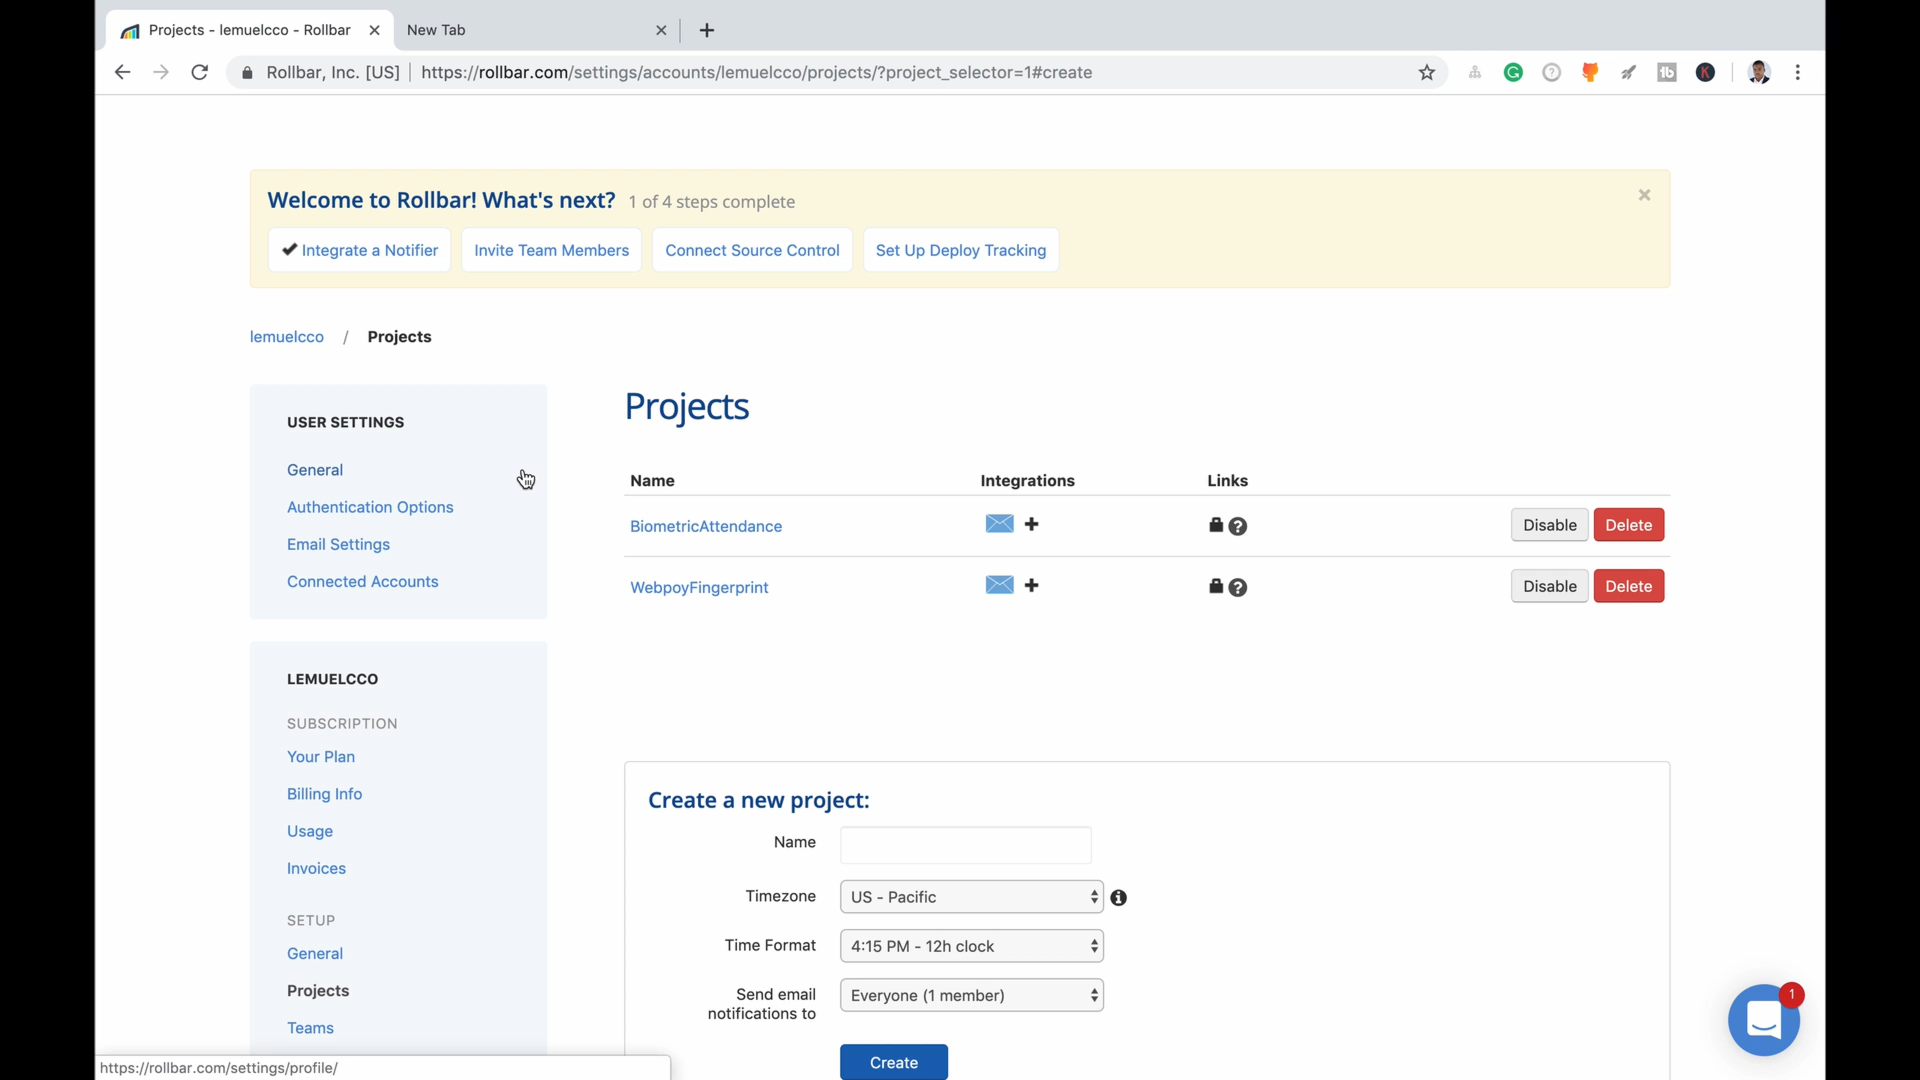 Projects - lemuelcco - Rollbar
New Tab
Rollbar, Inc. [US] | https://rollbar.com/settings/accounts/lemuelcco/projects/?project_selector=1#create
Welcome to Rollbar! What's next? 1 of 4 steps complete
Integrate a Notifier Invite Team Members Connect Source Control Set Up Deploy Tracking
lemuelcco / Projects
USER SETTINGS
General
Authentication Options
Email Settings
Connected Accounts
LEMUELCCO
SUBSCRIPTION
Your Plan
Billing Info
Usage
Invoices
SETUP
General
Projects
Teams
Projects
Name Integrations Links
BiometricAttendance Disable Delete
WebpoyFingerprint Disable Delete
Create a new project:
Name
Timezone US - Pacific
Time Format 4:15 PM - 12h clock
Send email notifications to Everyone (1 member)
Create
1
https://rollbar.com/settings/profile/